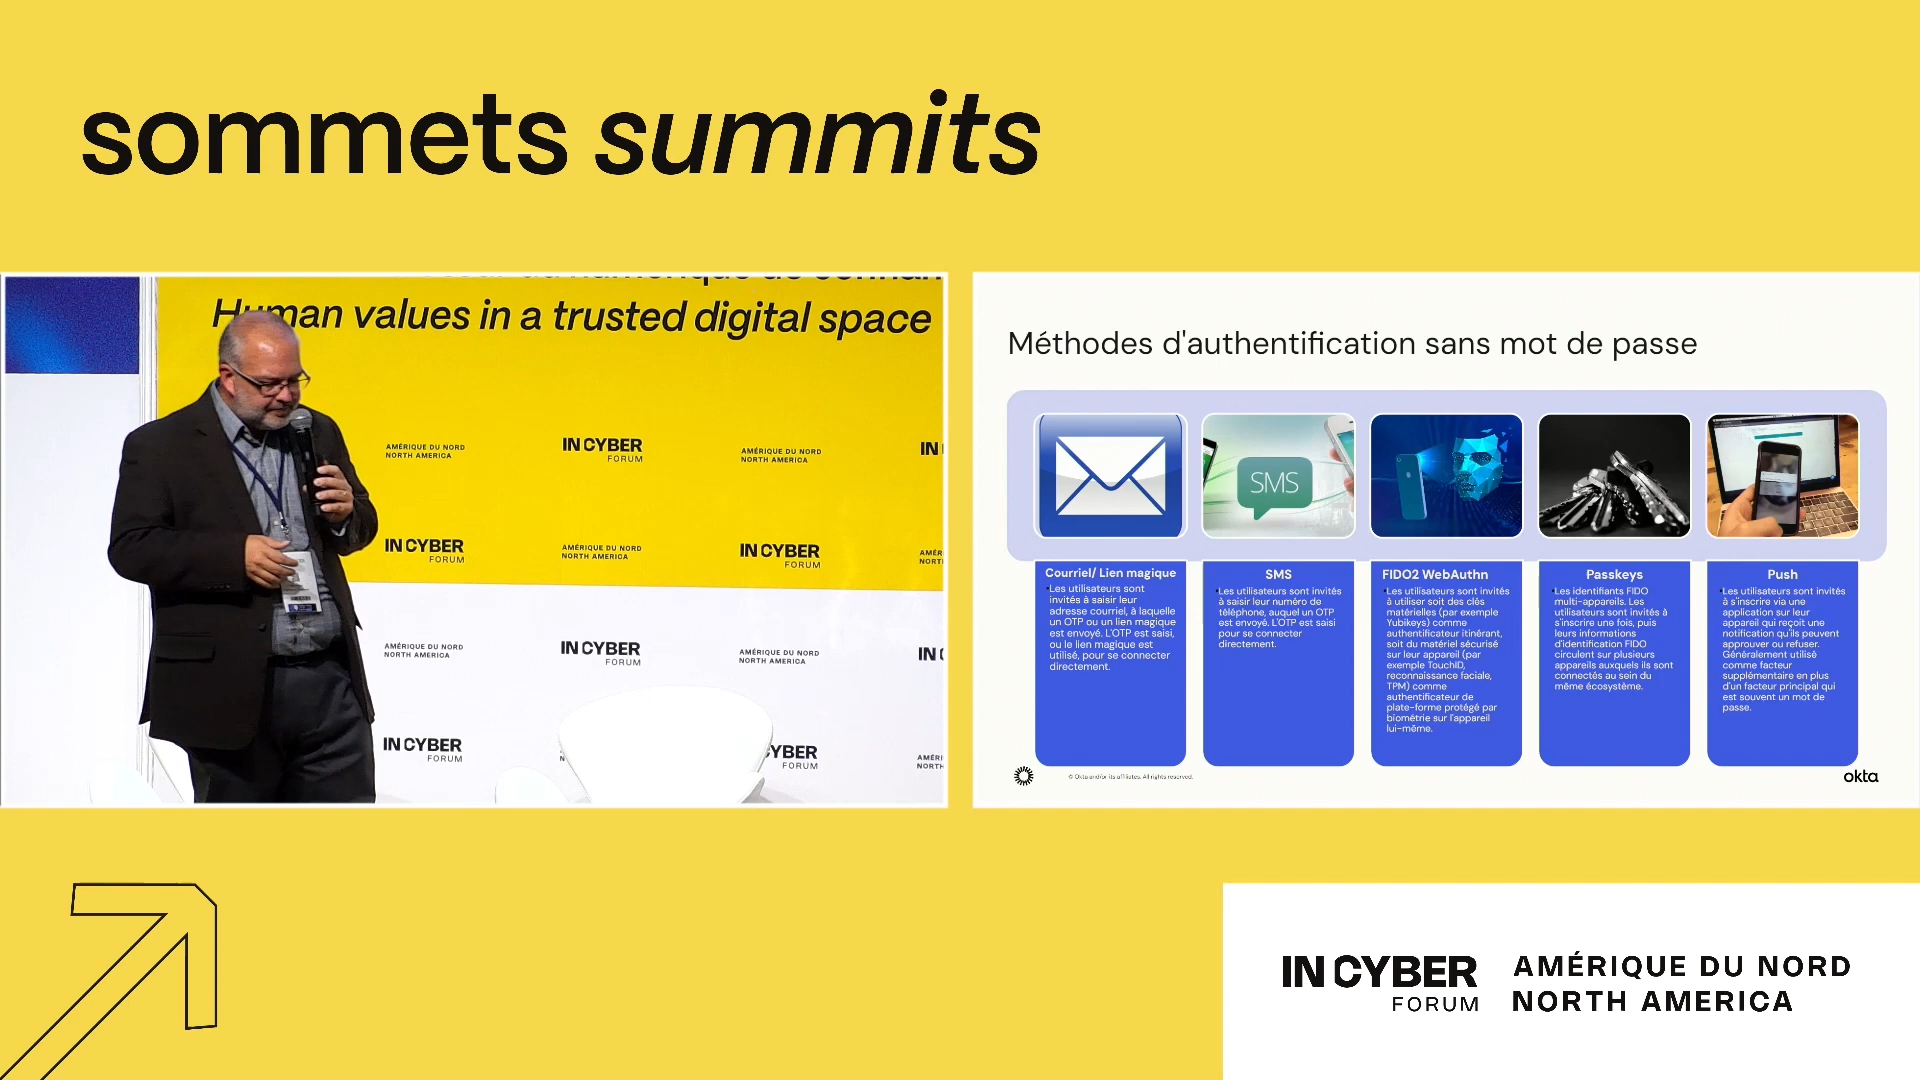 sommets summits
Human values in a trusted digital space
AMÉRIQUE DU NORD
NORTH AMERICA
IN CYBER
FORUM
AMÉRIQUE DU NORD
NORTH AMERICA
IN
IN CYBER
FORUM
AMÉRIQUE DU NORD
NORTH AMERICA
IN CYBER
FORUM
AMÉRIQUE DU NORD
NORTH AMERICA
IN CYBER
FORUM
AMÉRIQUE DU NORD
NORTH AMERICA
IN
IN CYBER
FORUM
CYBER
FORUM
Méthodes d'authentification sans mot de passe
SMS
Courriel/ Lien magique
•Les utilisateurs sont
invités à saisir leur
adresse courriel, à laquelle
un OTP ou un lien magique
est envoyé. L'OTP est saisi,
ou le lien magique est
utilisé, pour se connecter
directement.
SMS
•Les utilisateurs sont invités
à saisir leur numéro de
téléphone, auquel un OTP
est envoyé. L'OTP est saisi
pour se connecter
directement.
FIDO2 WebAuthn
•Les utilisateurs sont invités
à utiliser soit des clés
matérielles (par exemple
Yubikeys) comme
authentificateur itinérant,
soit du matériel sécurisé
sur leur appareil (par
exemple TouchID,
reconnaissance faciale,
TPM) comme
authentificateur de
plate-forme protégé par
biométrie sur l'appareil
lui-même.
Passkeys
•Les identifiants FIDO
multi-appareils. Les
utilisateurs sont invités à
s'inscrire une fois, puis
leurs informations
d'identification FIDO
circulent sur plusieurs
appareils auxquels ils sont
connectés au sein du
même écosystème.
Push
•Les utilisateurs sont invités
à s'inscrire via une
application sur leur
appareil qui reçoit une
notification qu'ils peuvent
approuver ou refuser.
Généralement utilisé
comme facteur
supplémentaire en plus
d'un facteur principal qui
est souvent un mot de
passe.
© Okta and/or its affiliates. All rights reserved.
okta
IN CYBER
FORUM
AMÉRIQUE DU NORD
NORTH AMERICA